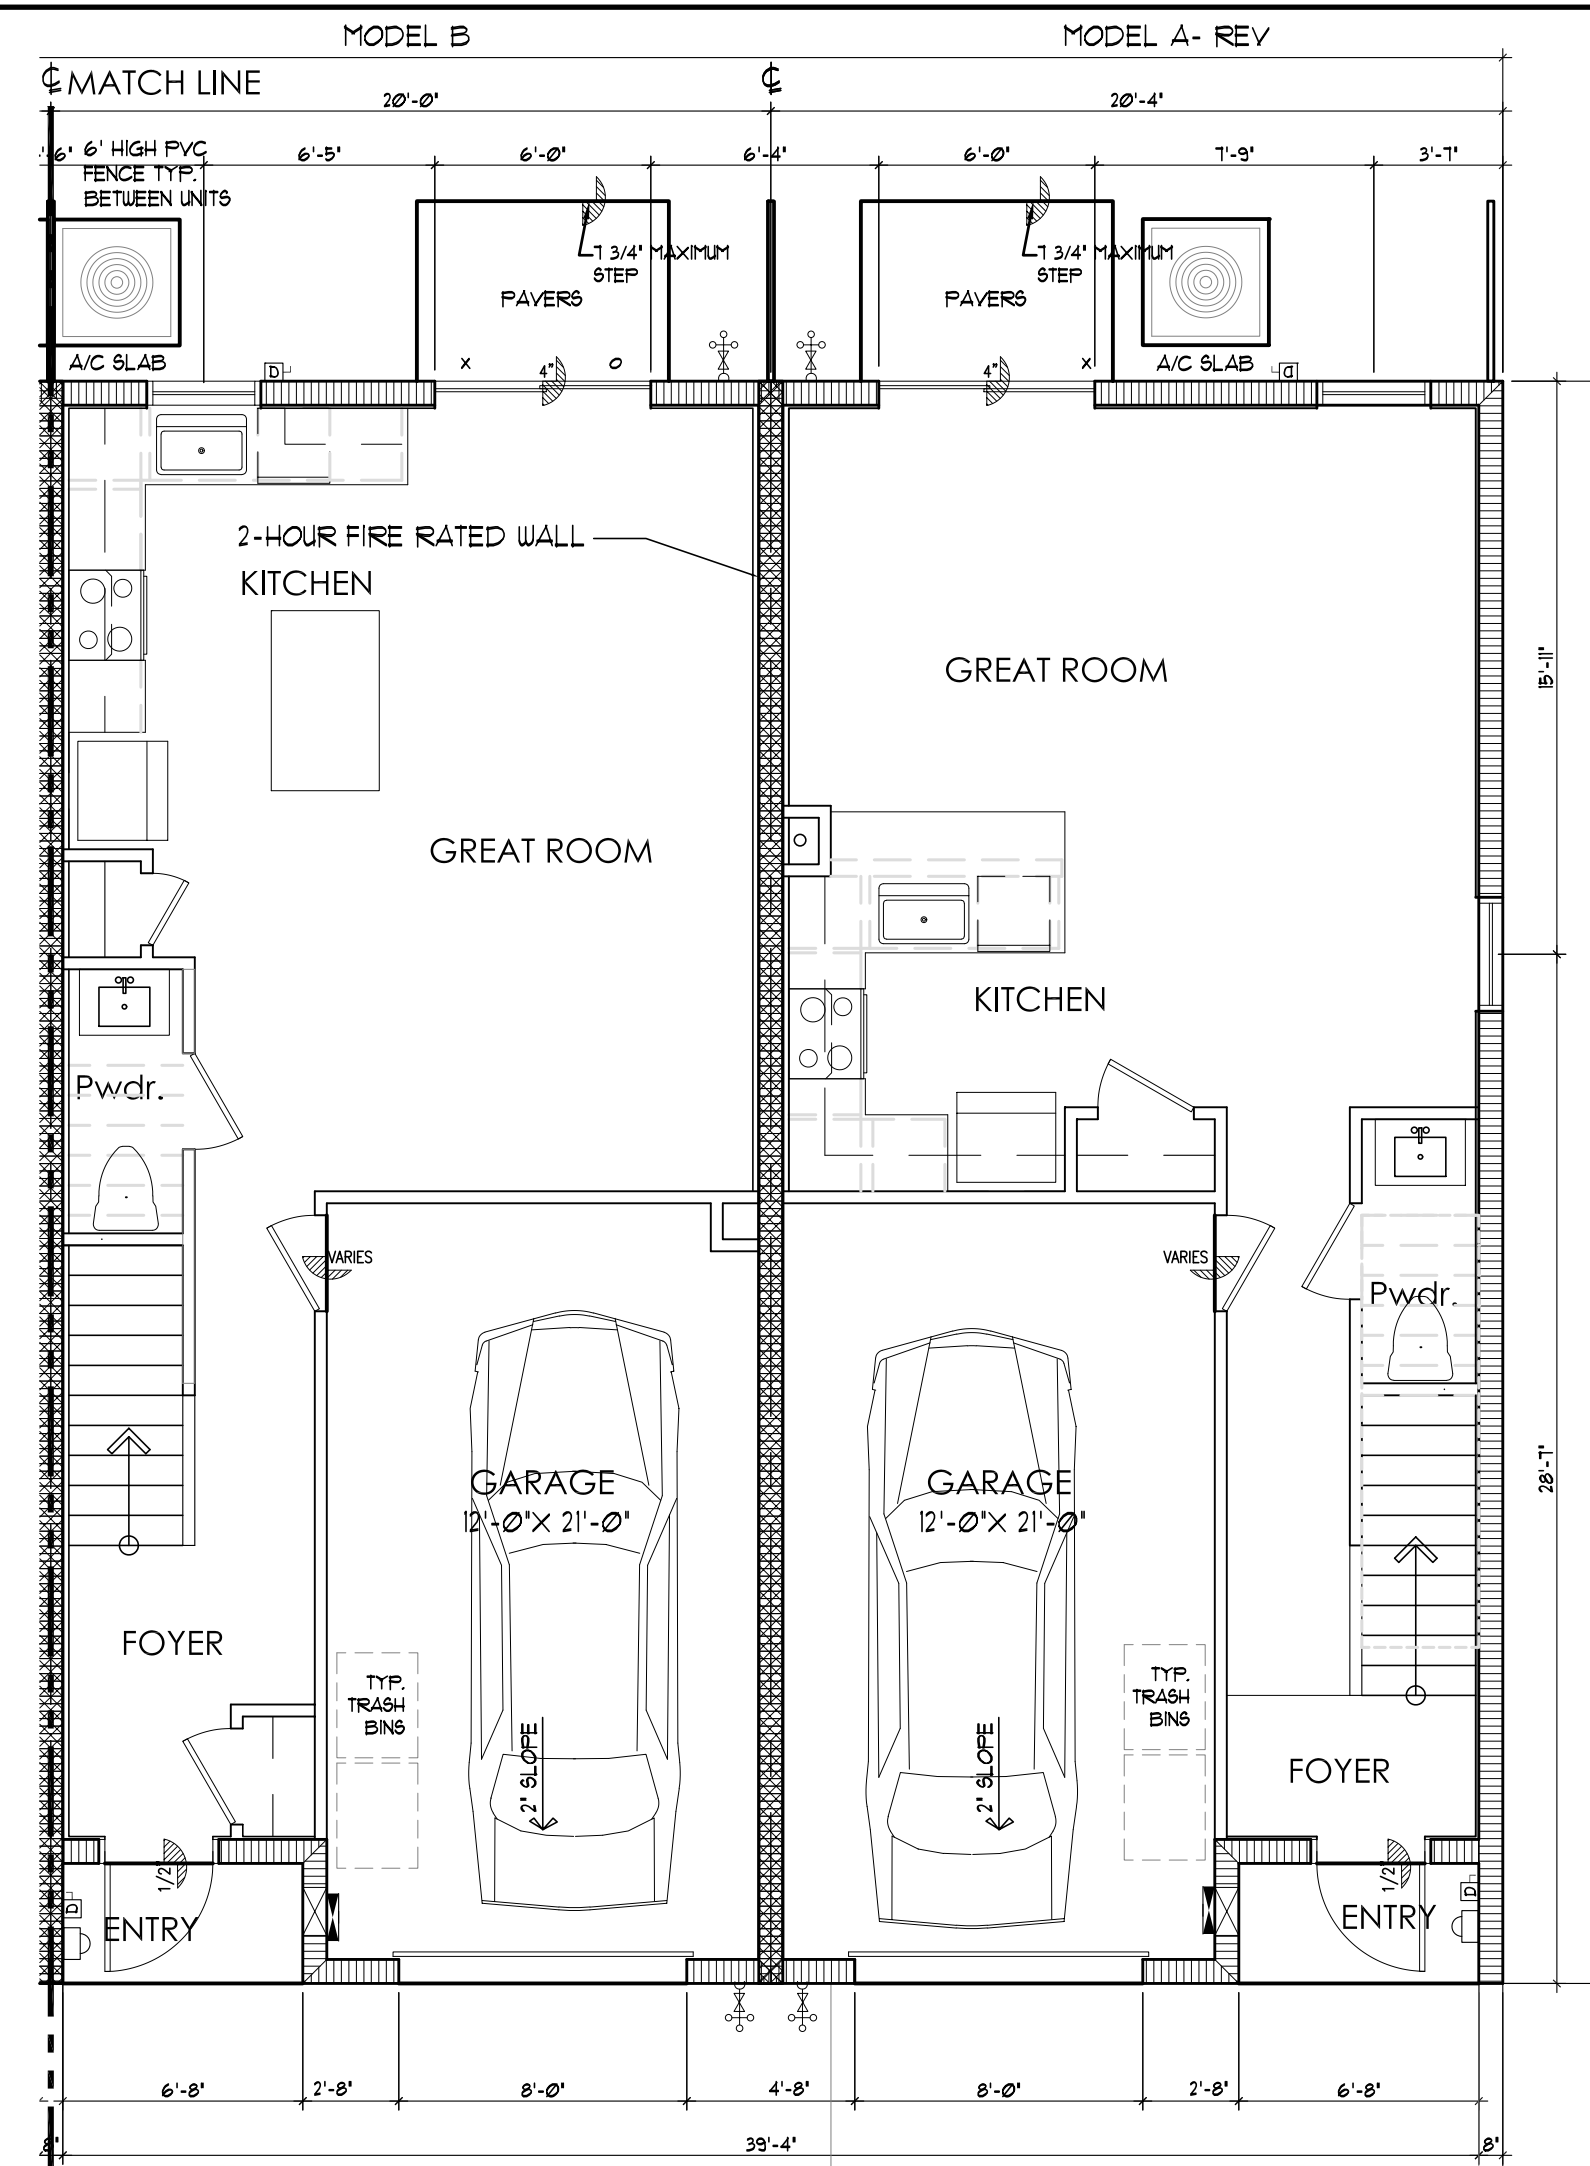 MODEL B
MODEL A- REV
℄ MATCH LINE
℄
20'-0"
20'-4"
'-6"
6'-5"
6'-0"
6'-4"
6'-0"
7'-9"
3'-7"
6' HIGH PVC
FENCE TYP.
BETWEEN UNITS
7 3/4" MAXIMUM
STEP
7 3/4" MAXIMUM
STEP
PAVERS
PAVERS
A/C SLAB
A/C SLAB
D
X
4"
O
4"
X
D
2-HOUR FIRE RATED WALL
KITCHEN
GREAT ROOM
15'-11"
GREAT ROOM
KITCHEN
Pwdr.
VARIES
VARIES
Pwdr.
GARAGE
12'-0"X 21'-0"
GARAGE
12'-0"X 21'-0"
28'-7"
FOYER
TYP.
TRASH
BINS
TYP.
TRASH
BINS
2" SLOPE
2" SLOPE
FOYER
1/2"
1/2"
D
D
ENTRY
ENTRY
6'-8"
2'-8"
8'-0"
4'-8"
8'-0"
2'-8"
6'-8"
8"
39'-4"
8"